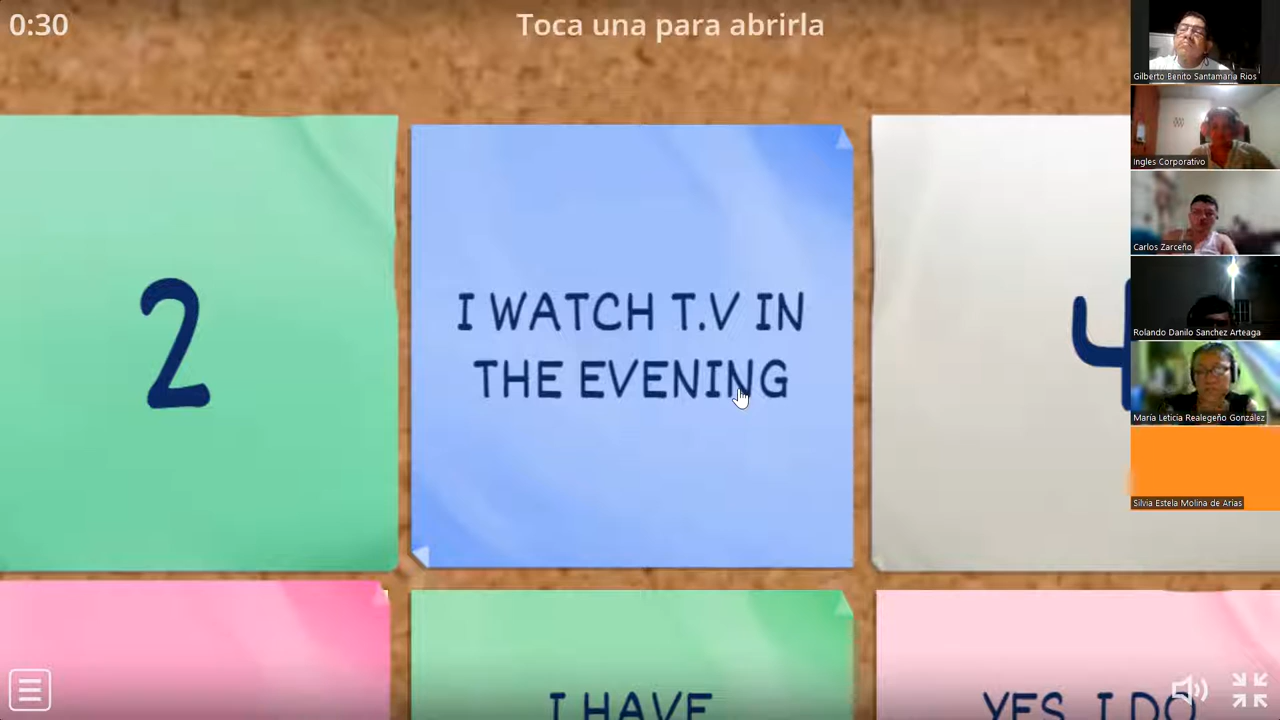 0:30
Toca una para abrirla
2
I WATCH T.V IN
THE EVENING
4
I HAVE
YES, I DO
Gilberto Benito Santamaria Rios
Ingles Corporativo
Carlos Zarceño
Rolando Danilo Sanchez Arteaga
María Leticia Realegeño González
Silvia Estela Molina de Arias